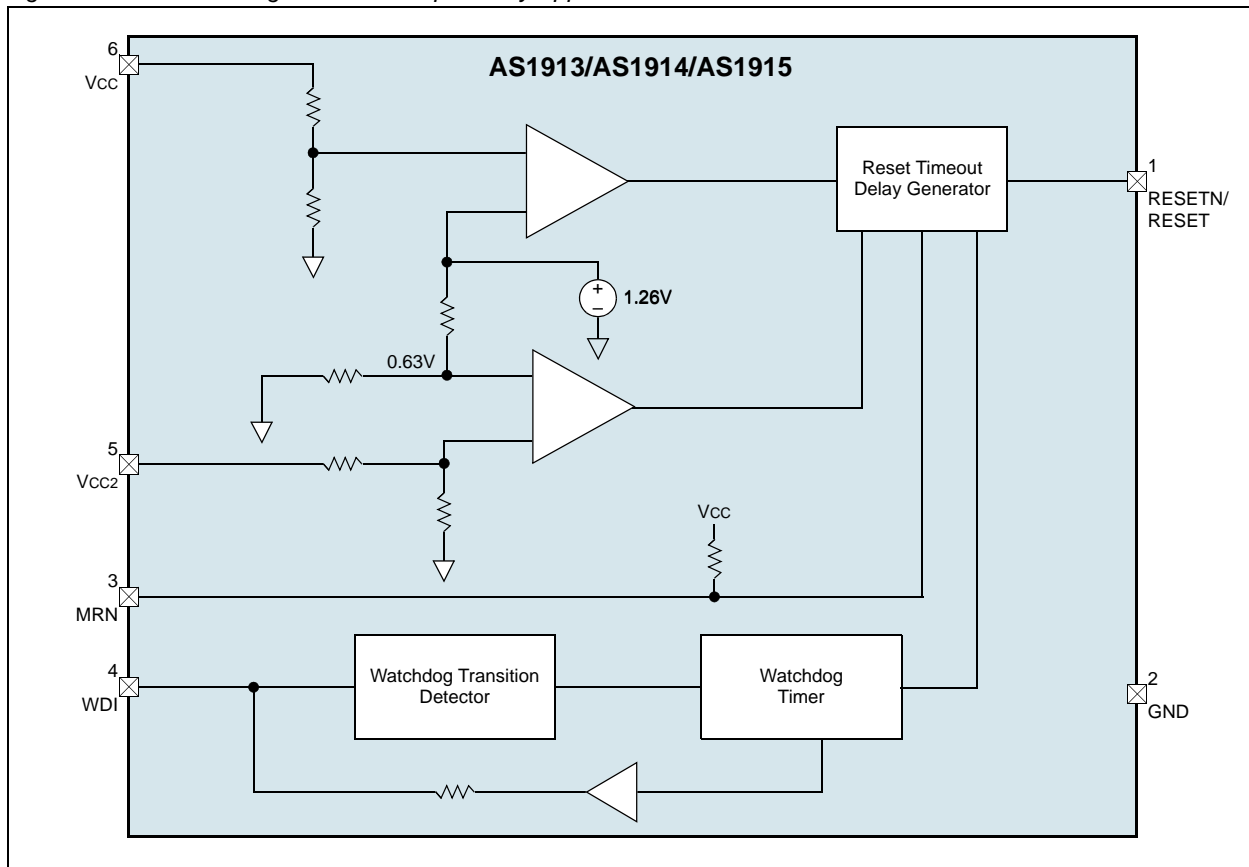 6
VCC
AS1913/AS1914/AS1915
Reset Timeout
Delay Generator
1
RESETN/
RESET
+
–
1.26V
0.63V
5
VCC2
VCC
3
MRN
4
WDI
Watchdog Transition
Detector
Watchdog
Timer
2
GND